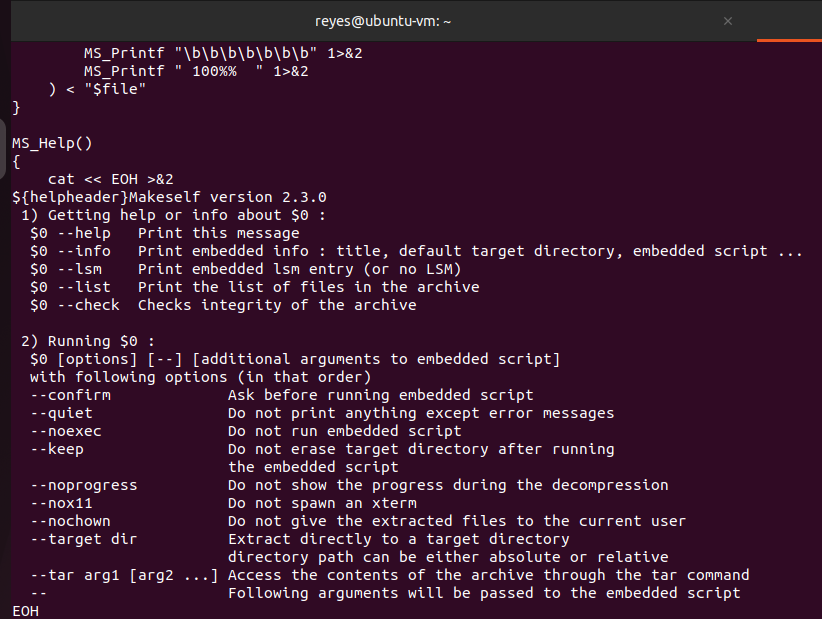 reyes@ubuntu-vm: ~
        MS_Printf "\b\b\b\b\b\b\b" 1>&2
        MS_Printf " 100%%  " 1>&2
    ) < "$file"
}

MS_Help()
{
    cat << EOH >&2
${helpheader}Makeself version 2.3.0
 1) Getting help or info about $0 :
  $0 --help   Print this message
  $0 --info   Print embedded info : title, default target directory, embedded script ...
  $0 --lsm    Print embedded lsm entry (or no LSM)
  $0 --list   Print the list of files in the archive
  $0 --check  Checks integrity of the archive

 2) Running $0 :
  $0 [options] [--] [additional arguments to embedded script]
  with following options (in that order)
  --confirm             Ask before running embedded script
  --quiet               Do not print anything except error messages
  --noexec              Do not run embedded script
  --keep                Do not erase target directory after running
                        the embedded script
  --noprogress          Do not show the progress during the decompression
  --nox11               Do not spawn an xterm
  --nochown             Do not give the extracted files to the current user
  --target dir          Extract directly to a target directory
                        directory path can be either absolute or relative
  --tar arg1 [arg2 ...] Access the contents of the archive through the tar command
  --                    Following arguments will be passed to the embedded script
EOH